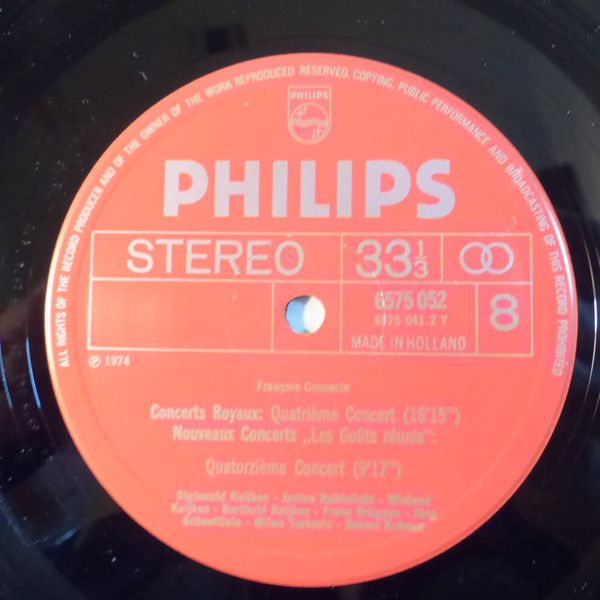 ALL RIGHTS OF THE RECORD PRODUCER AND OF THE OWNER OF THE WORK REPRODUCED RESERVED. COPYING, PUBLIC PERFORMANCE AND BROADCASTING OF THIS RECORD PROHIBITED
PHILIPS
PHILIPS
STEREO 33⅓
6575 052 8
6575 041.2 Y
MADE IN HOLLAND
℗ 1974
François Couperin
Concerts Royaux: Quatrième Concert (16'15")
Nouveaux Concerts „Les Goûts réunis":
Quatorzième Concert (9'17")
Sigiswald Kuijken - Janine Rubinlicht - Wieland
Kuijken - Barthold Kuijken - Frans Brüggen - Jürg
Schaeftlein - Milan Turkovic - Robert Kohnen